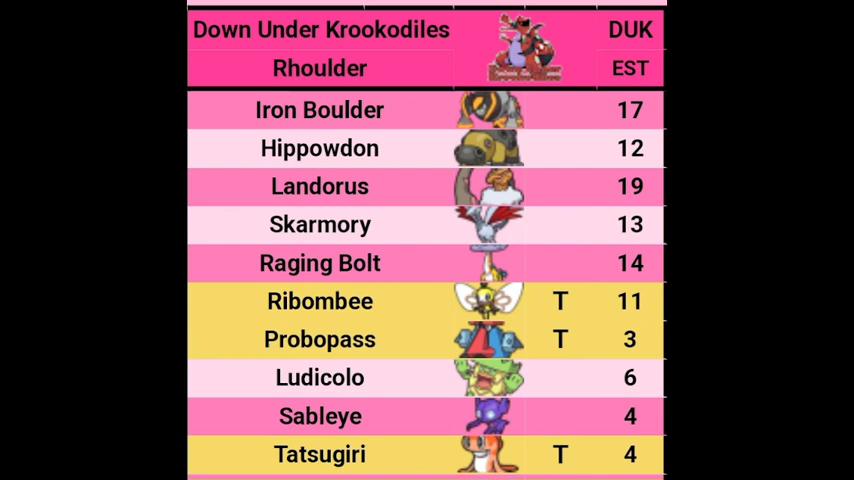 Down Under Krookodiles DUK
Rhoulder EST
Iron Boulder 17
Hippowdon 12
Landorus 19
Skarmory 13
Raging Bolt 14
Ribombee T 11
Probopass T 3
Ludicolo 6
Sableye 4
Tatsugiri T 4